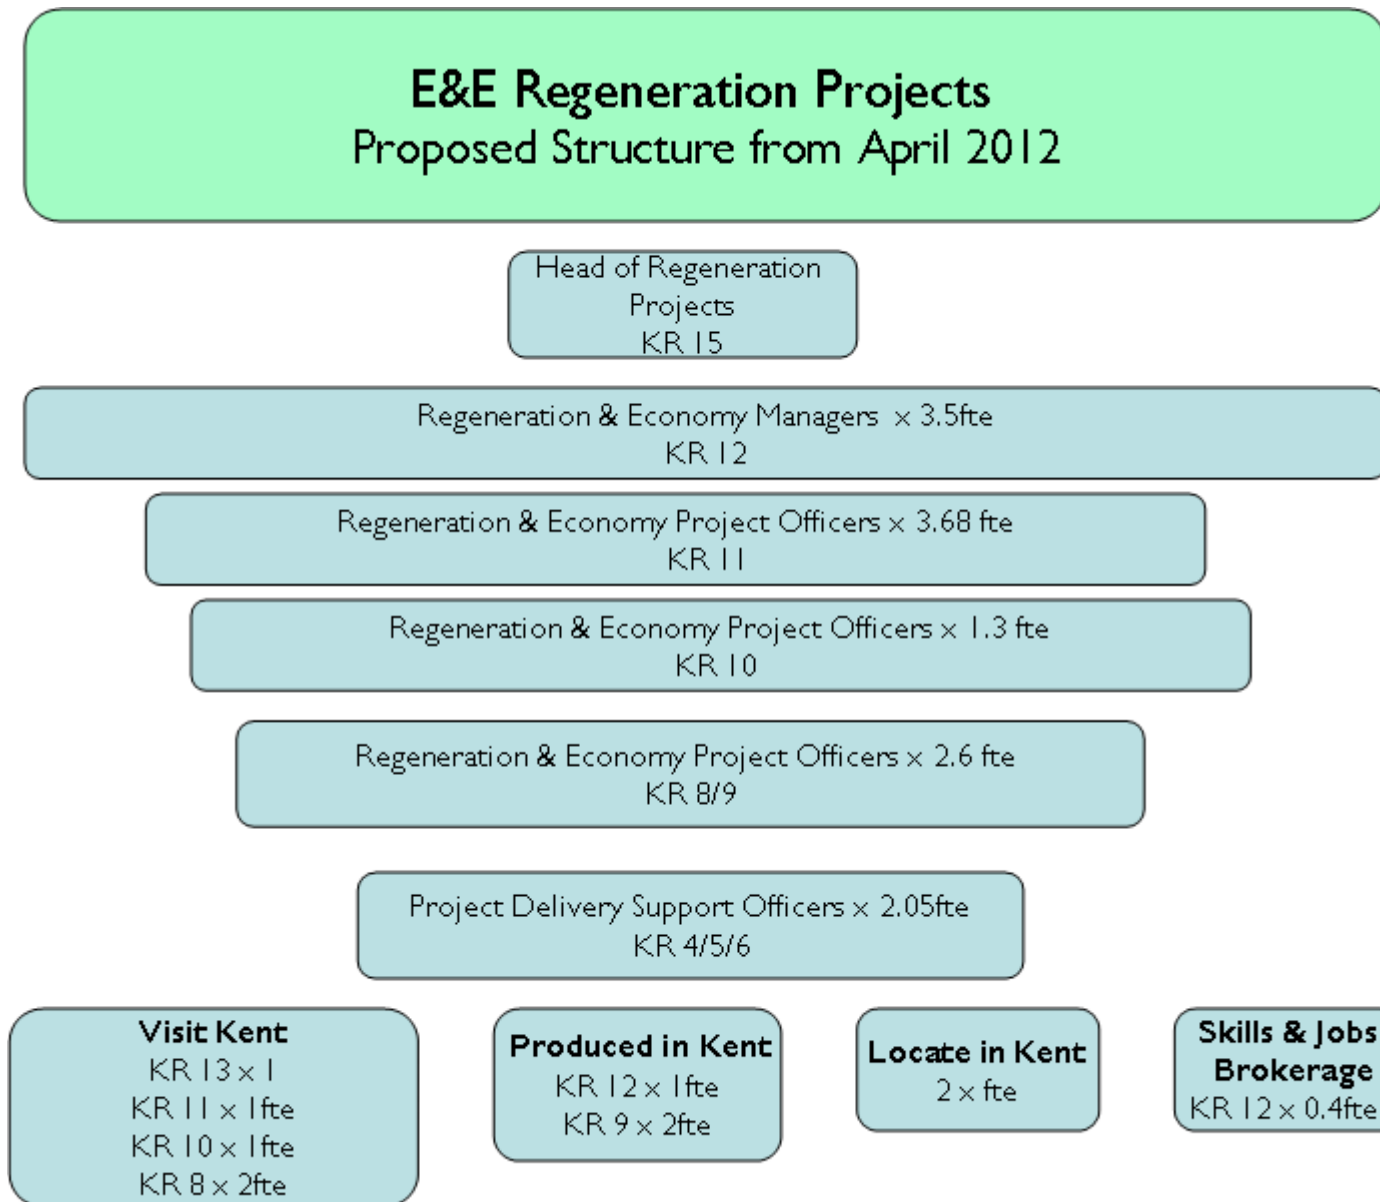 E&E Regeneration Projects
Proposed Structure from April 2012
Head of Regeneration
Projects
KR 15
Regeneration & Economy Managers x 3.5fte
KR 12
Regeneration & Economy Project Officers x 3.68 fte
KR 11
Regeneration & Economy Project Officers x 1.3 fte
KR 10
Regeneration & Economy Project Officers x 2.6 fte
KR 8/9
Project Delivery Support Officers x 2.05fte
KR 4/5/6
Visit Kent
KR 13 x 1
KR 11 x 1fte
KR 10 x 1fte
KR 8 x 2fte
Produced in Kent
KR 12 x 1fte
KR 9 x 2fte
Locate in Kent
2 x fte
Skills & Jobs
Brokerage
KR 12 x 0.4fte